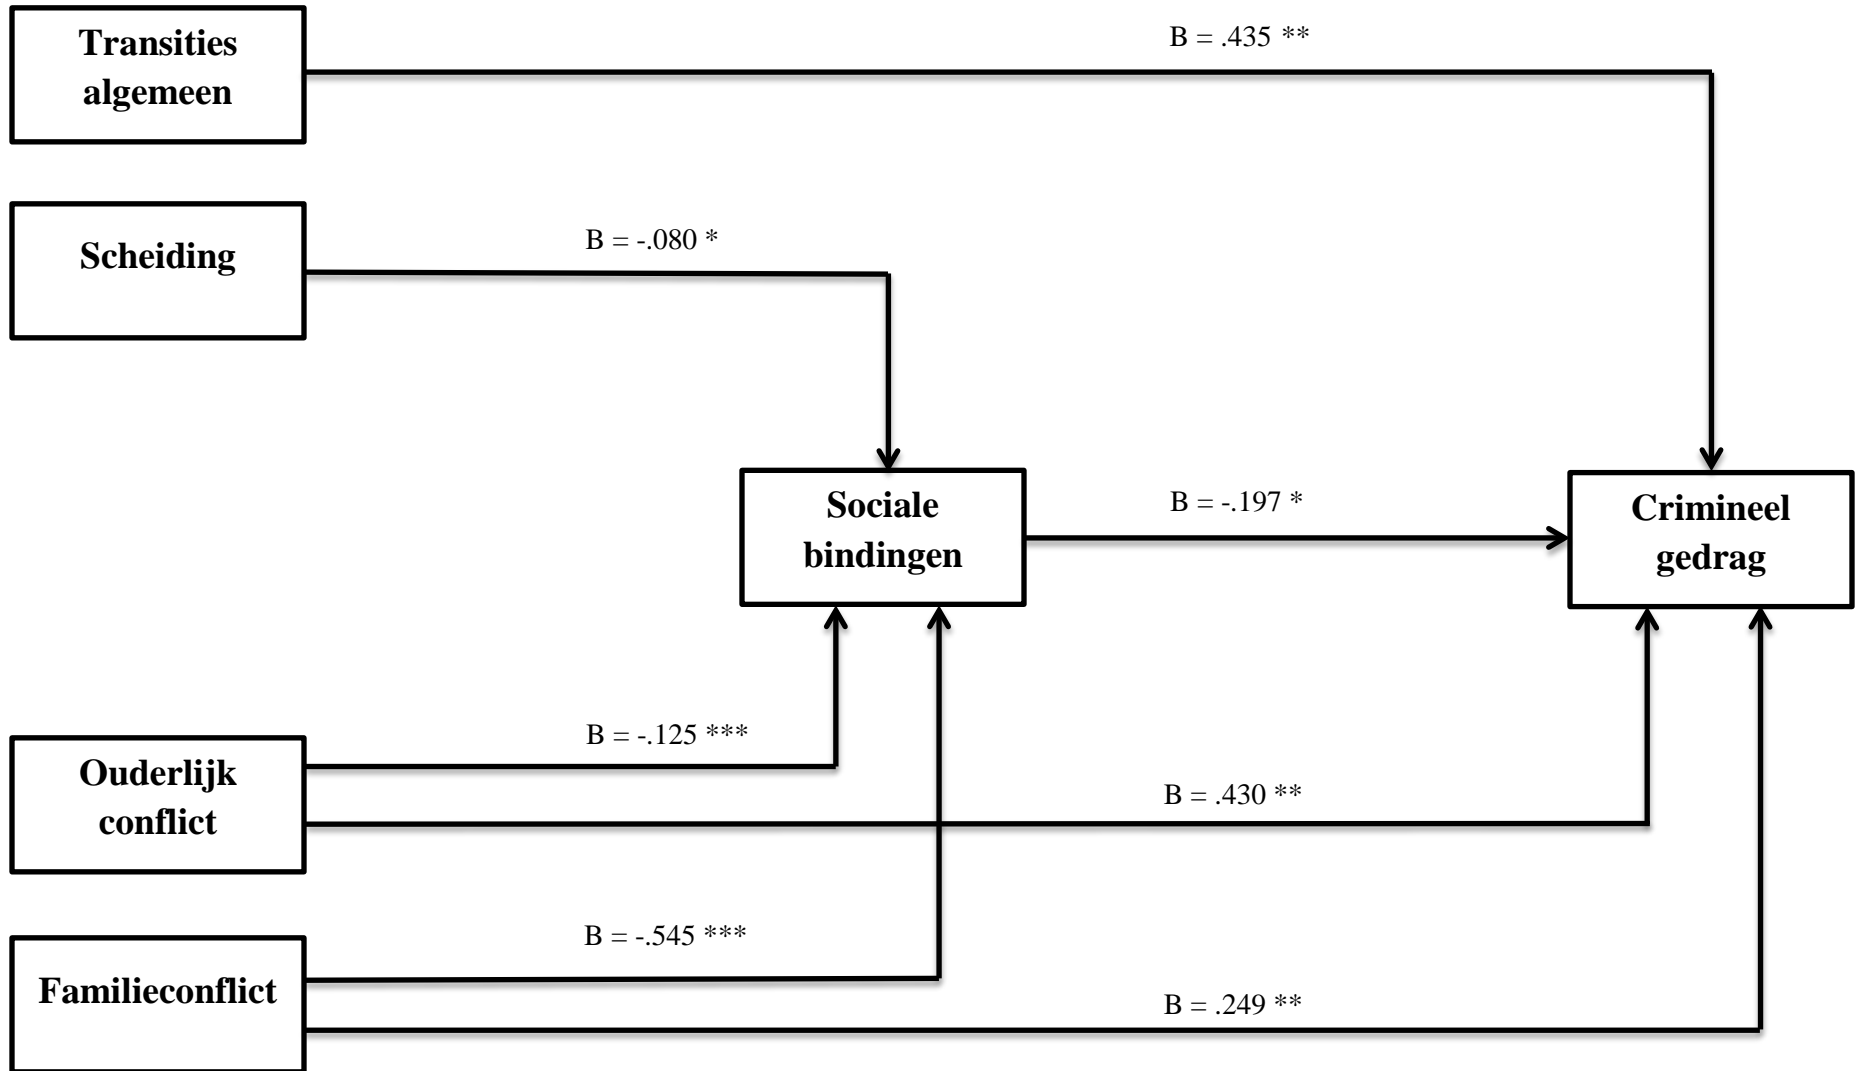 Transities
algemeen
B = .435 **
Scheiding
B = -.080 *
Sociale
bindingen
B = -.197 *
Crimineel
gedrag
Ouderlijk
conflict
B = -.125 ***
B = .430 **
Familieconflict
B = -.545 ***
B = .249 **